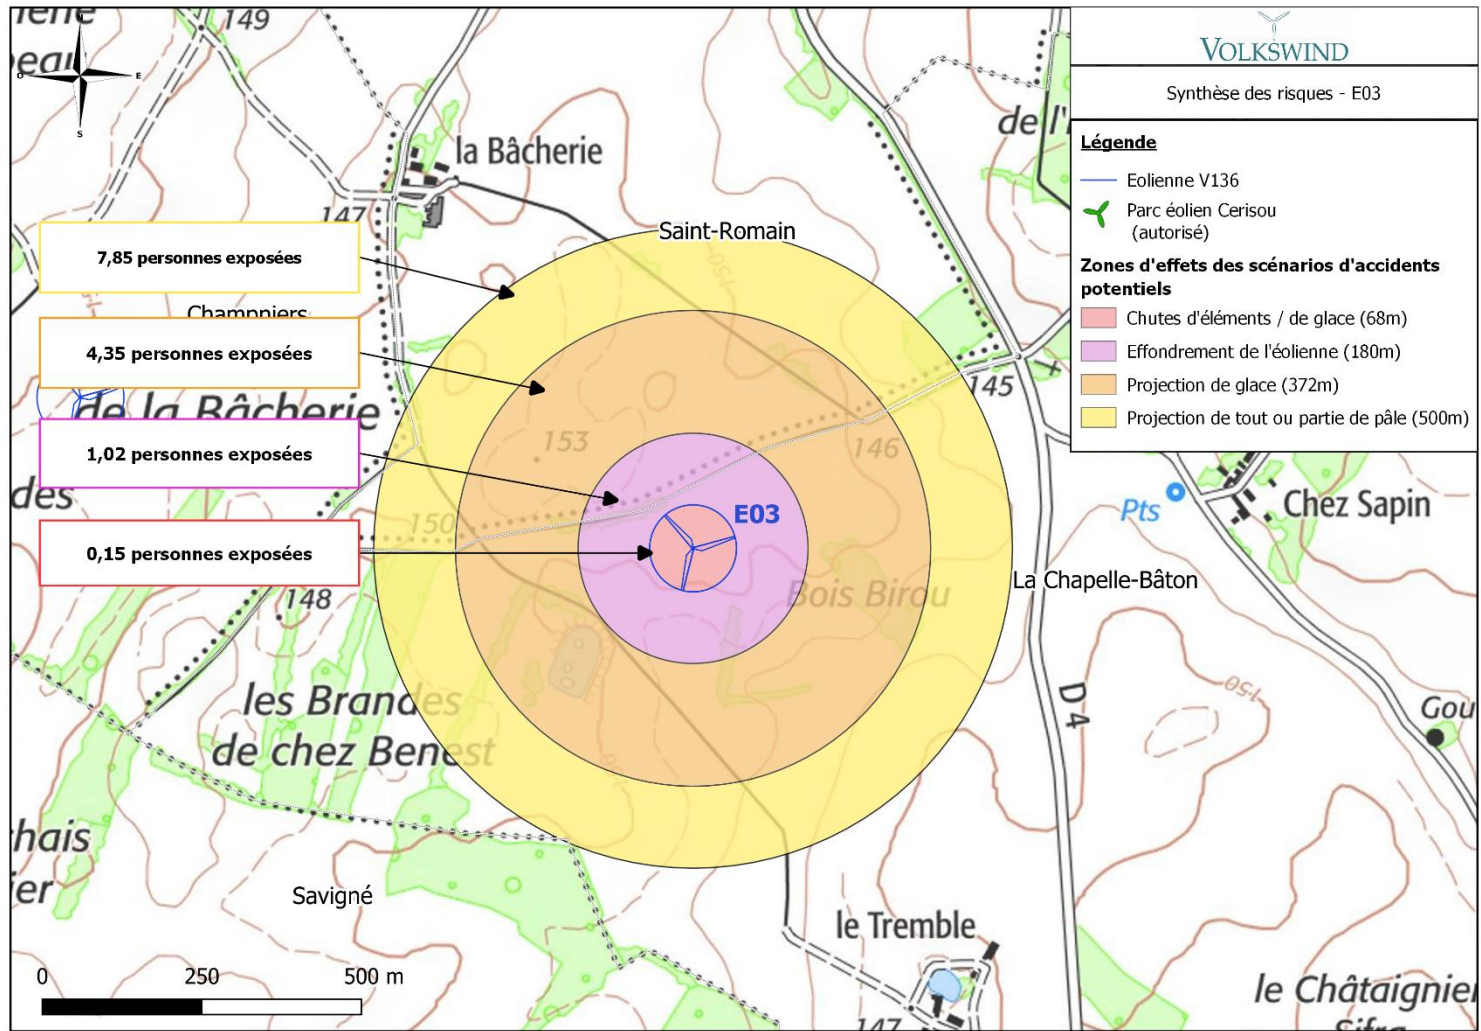 149
N
O
E
S
la Bâcherie
147
Saint-Romain
150
7,85 personnes exposées
Champniers
4,35 personnes exposées
de la Bâcherie
153
146
145
1,02 personnes exposées
des
150
E03
0,15 personnes exposées
Bois Birou
148
La Chapelle-Bâton
Pts
Chez Sapin
les Brandes
de chez Benest
D 4
150
Gou
Savigné
le Tremble
147
le Châtaignier
0 250 500 m
VOLKSWIND
Synthèse des risques - E03
Légende
Eolienne V136
Parc éolien Cerisou
(autorisé)
Zones d'effets des scénarios d'accidents
potentiels
Chutes d'éléments / de glace (68m)
Effondrement de l'éolienne (180m)
Projection de glace (372m)
Projection de tout ou partie de pâle (500m)